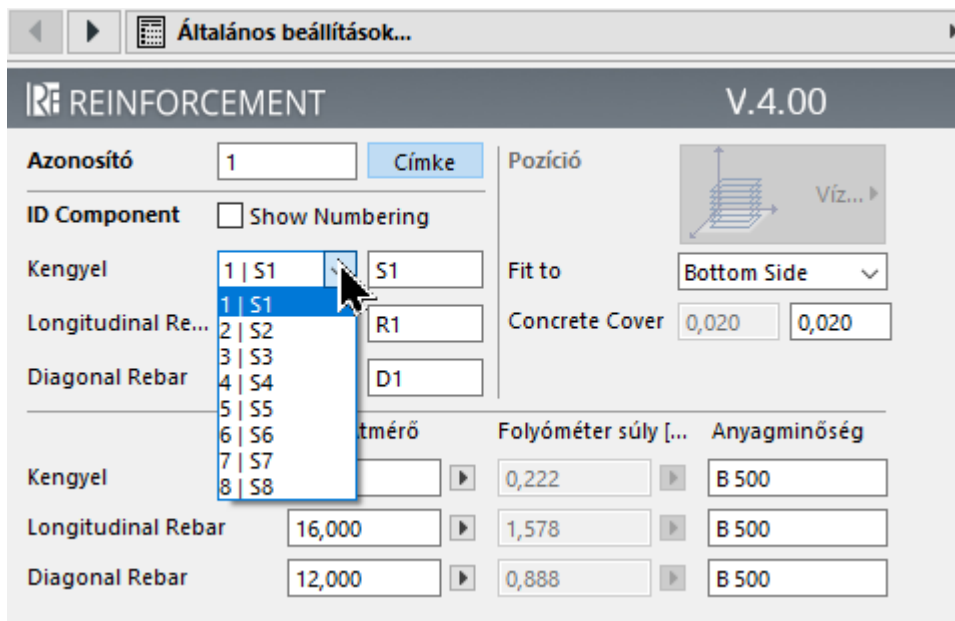 Általános beállítások...
REINFORCEMENT V.4.00
Azonosító 1 Címke Pozíció
Víz...
ID Component Show Numbering
Kengyel 1 | S1 S1 Fit to Bottom Side
1 | S1
Longitudinal Re... R1 Concrete Cover 0,020 0,020
2 | S2
3 | S3
Diagonal Rebar D1
4 | S4
5 | S5
6 | S6 Folyóméter súly [... Anyagminőség
7 | S7
Kengyel 0,222 B 500
8 | S8
Longitudinal Rebar 16,000 1,578 B 500
Diagonal Rebar 12,000 0,888 B 500